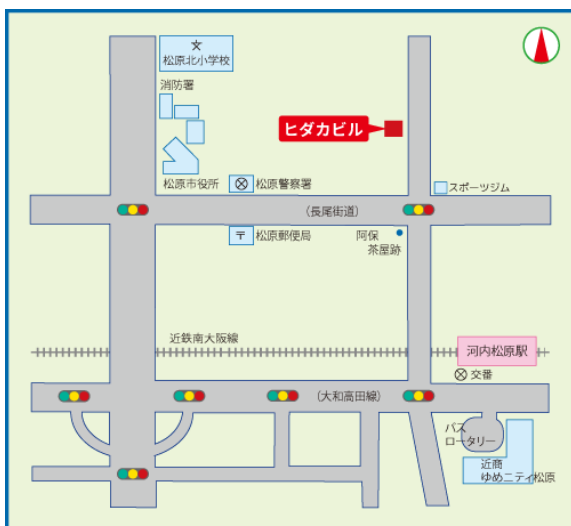 文
松原北小学校
消防署
ヒダカビル
松原市役所
松原警察署
スポーツジム
(長尾街道)
〒 松原郵便局
阿保
茶屋跡
近鉄南大阪線
河内松原駅
交番
(大和高田線)
バス
ロータリー
近商
ゆめニティ松原